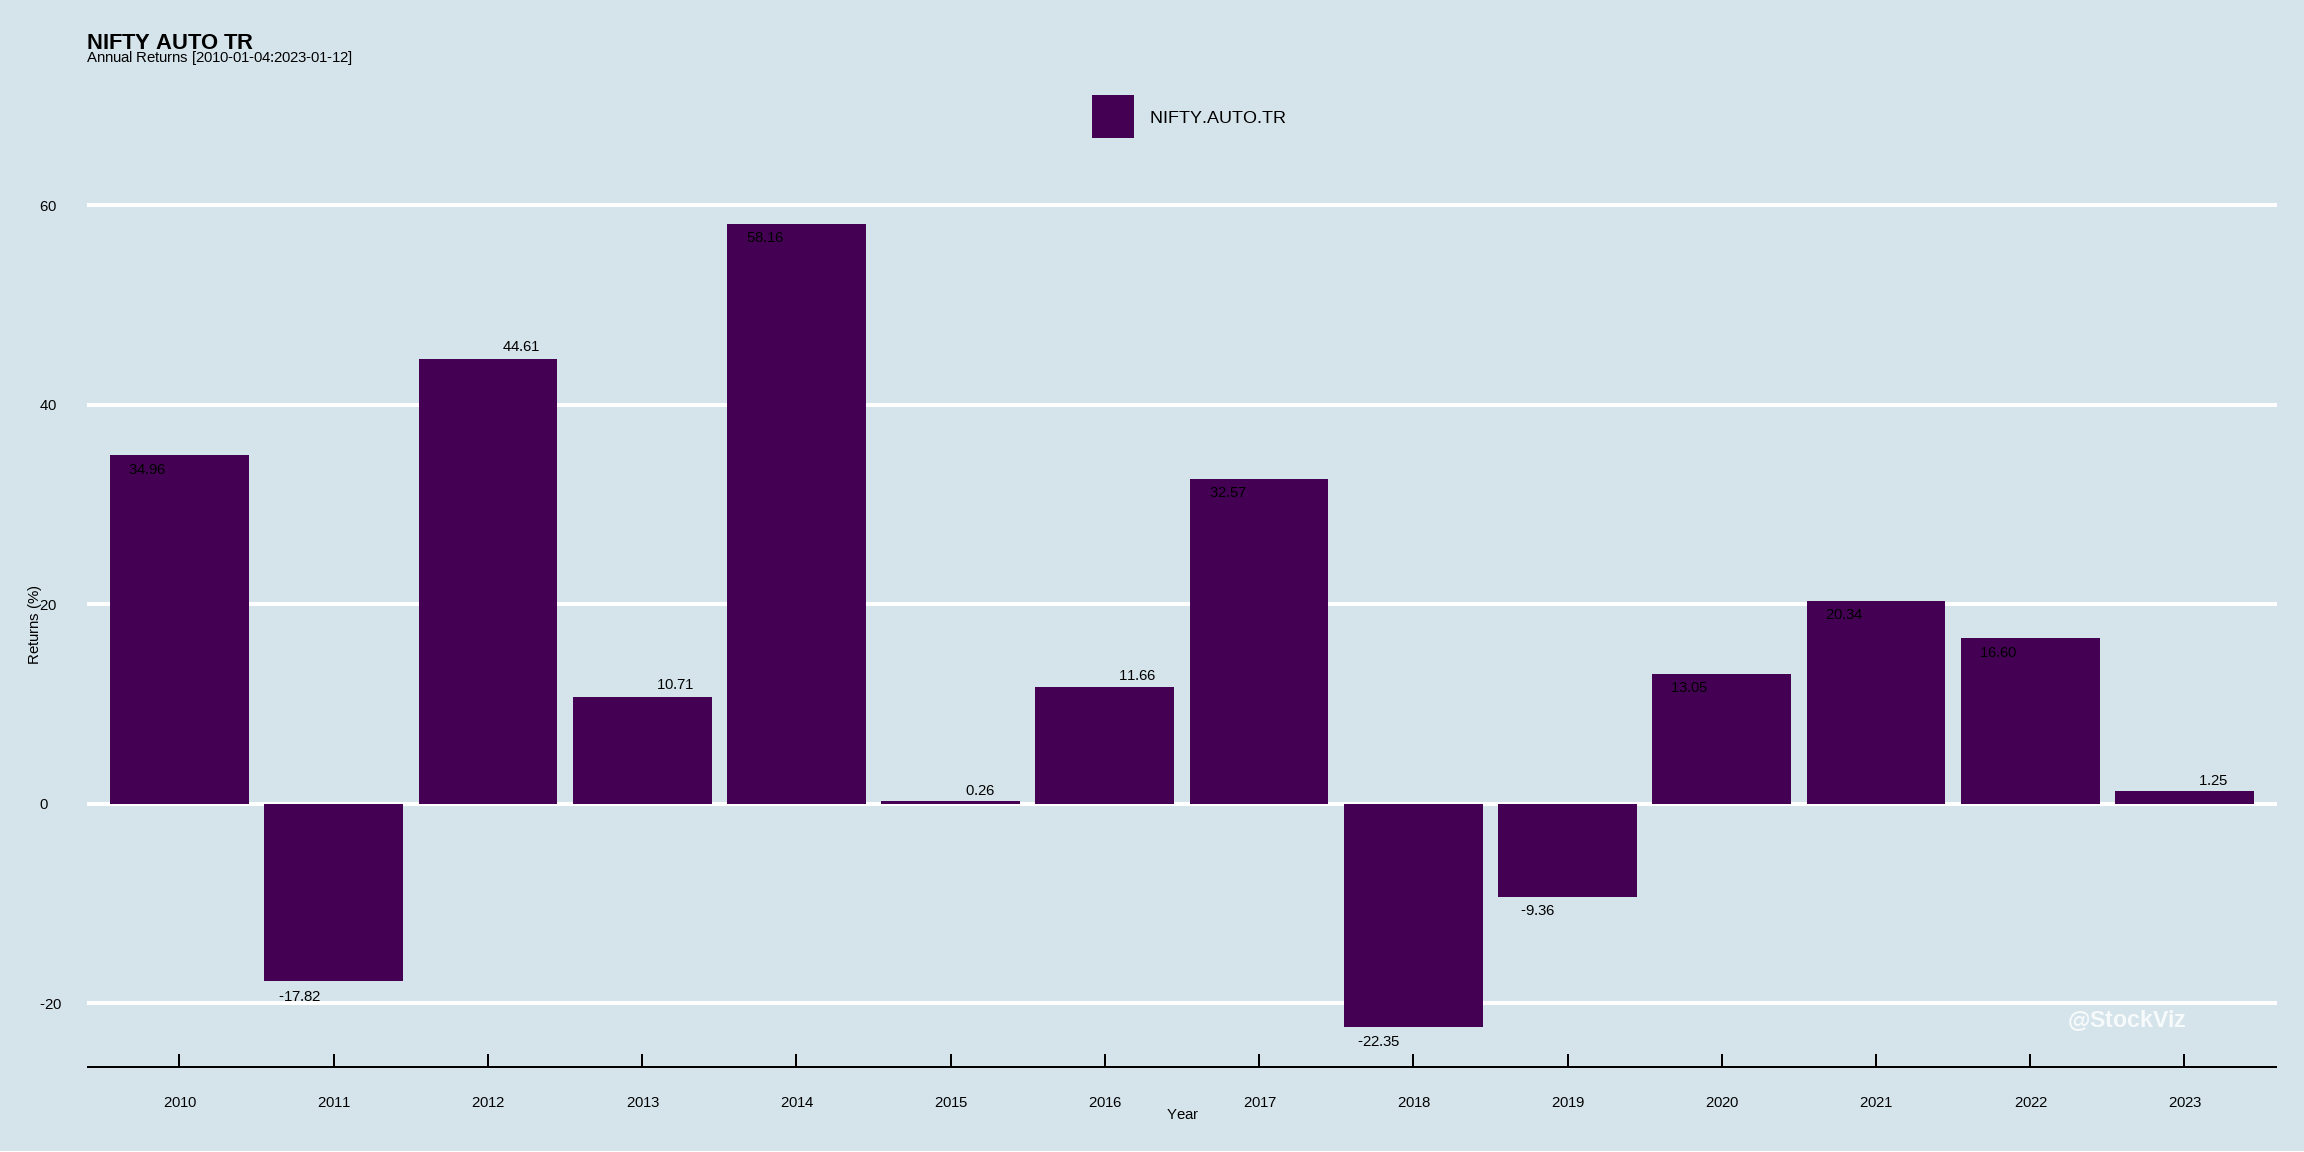 NIFTY AUTO TR
Annual Returns [2010-01-04:2023-01-12]
NIFTY.AUTO.TR
60
58.16
44.61
40
34.96
32.57
Returns (%)
20
20.34
16.60
13.05
11.66
10.71
1.25
0.26
0
-9.36
-17.82
-20
@StockViz
-22.35
2010 2011 2012 2013 2014 2015 2016 2017 2018 2019 2020 2021 2022 2023
Year